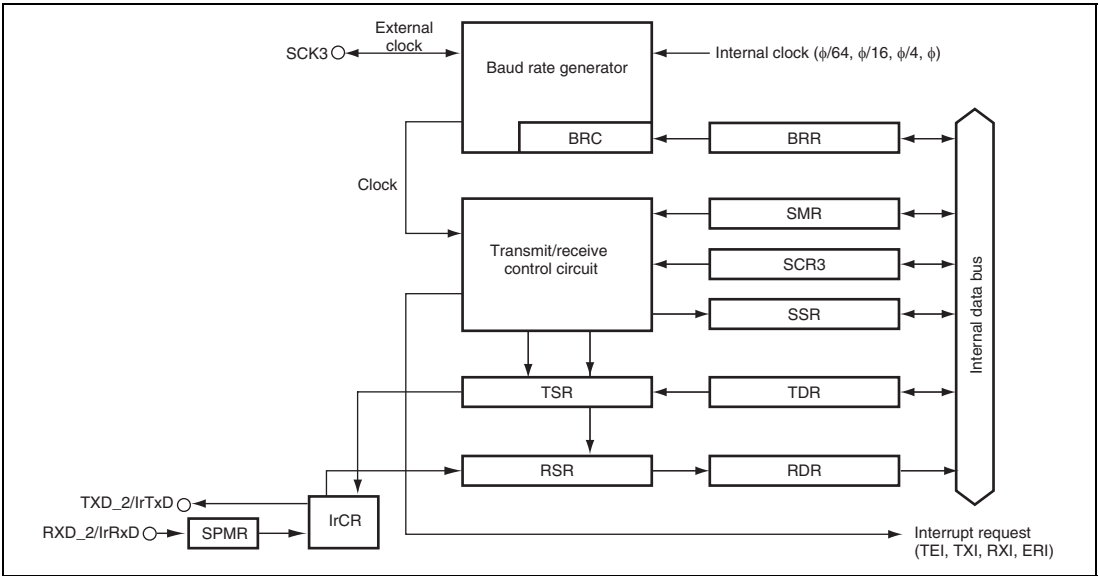 External
clock
SCK3
Baud rate generator
Internal clock (ϕ/64, ϕ/16, ϕ/4, ϕ)
BRC
BRR
Clock
SMR
Transmit/receive
control circuit
SCR3
SSR
Internal data bus
TSR
TDR
RSR
RDR
TXD_2/IrTxD
IrCR
RXD_2/IrRxD
SPMR
Interrupt request
(TEI, TXI, RXI, ERI)